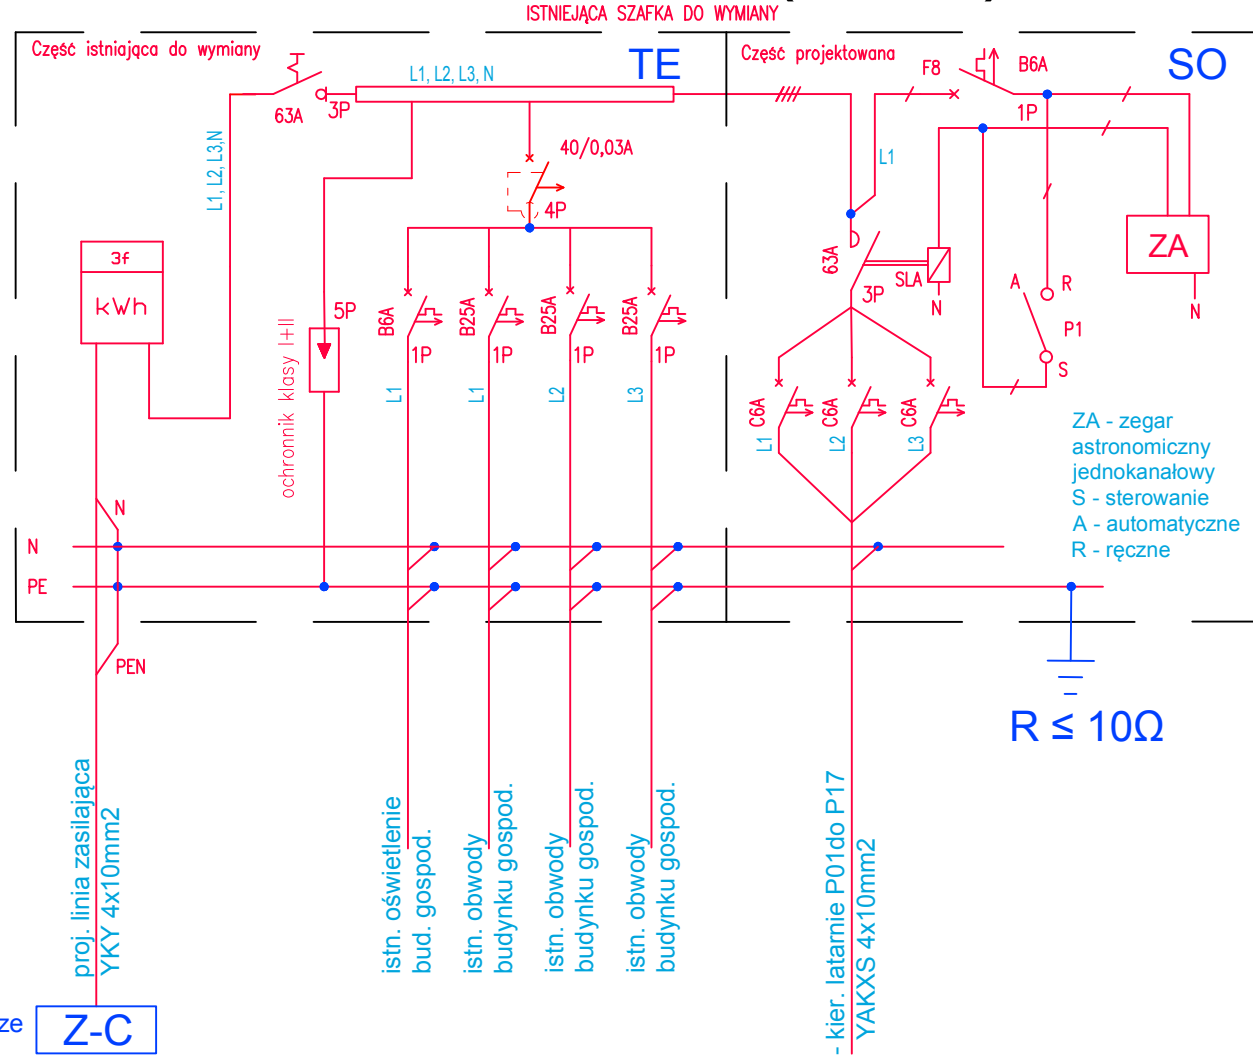 ISTNIEJĄCA SZAFKA DO WYMIANY
Część istniająca do wymiany
TE
Część projektowana
SO
L1, L2, L3, N
63A
3P
L1, L2, L3,N
40/0,03A
4P
F8
B6A
1P
L1
3f
kWh
5P
ochronnik klasy I+II
B6A
1P
L1
B25A
1P
L1
B25A
1P
L2
B25A
1P
L3
63A
3P
SLA
N
A
R
P1
S
ZA
N
C6A
L1
C6A
L2
C6A
L3
ZA - zegar
astronomiczny
jednokanałowy
S - sterowanie
A - automatyczne
R - ręczne
N
N
PE
PEN
R ≤ 10Ω
proj. linia zasilająca
YKY 4x10mm2
istn. oświetlenie
bud. gospod.
istn. obwody
budynku gospod.
istn. obwody
budynku gospod.
istn. obwody
budynku gospod.
- kier. latarnie P01do P17
YAKXS 4x10mm2
Z-C